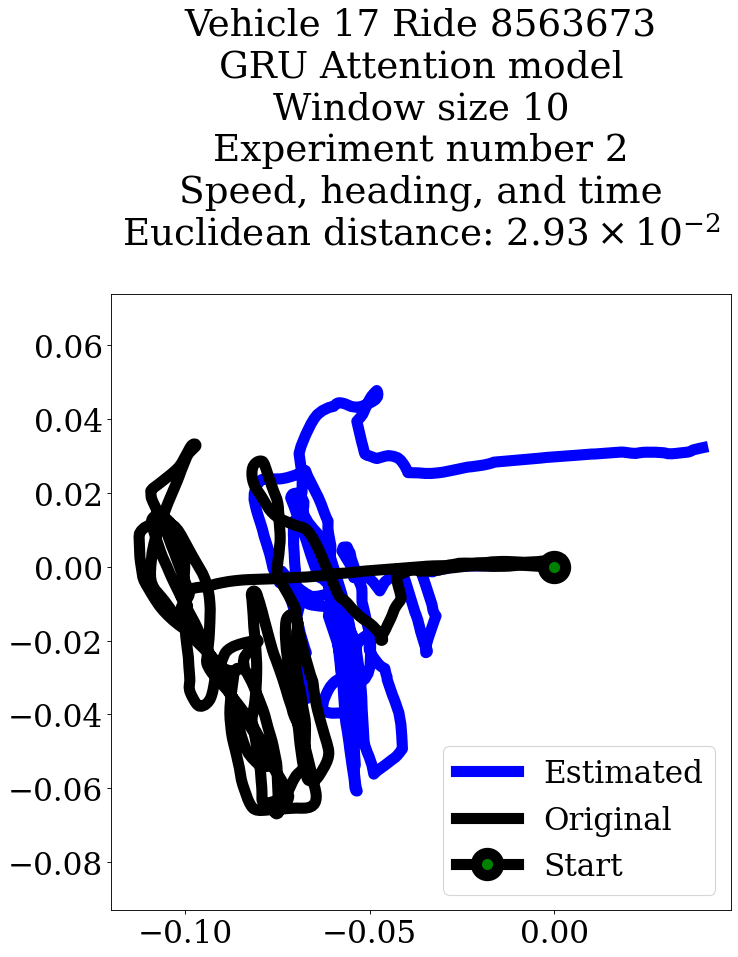 Vehicle 17 Ride 8563673
GRU Attention model
Window size 10
Experiment number 2
Speed, heading, and time
Euclidean distance: 2.93 × 10⁻²
0.06
0.04
0.02
0.00
−0.02
−0.04
−0.06
−0.08
Estimated
Original
Start
−0.10
−0.05
0.00